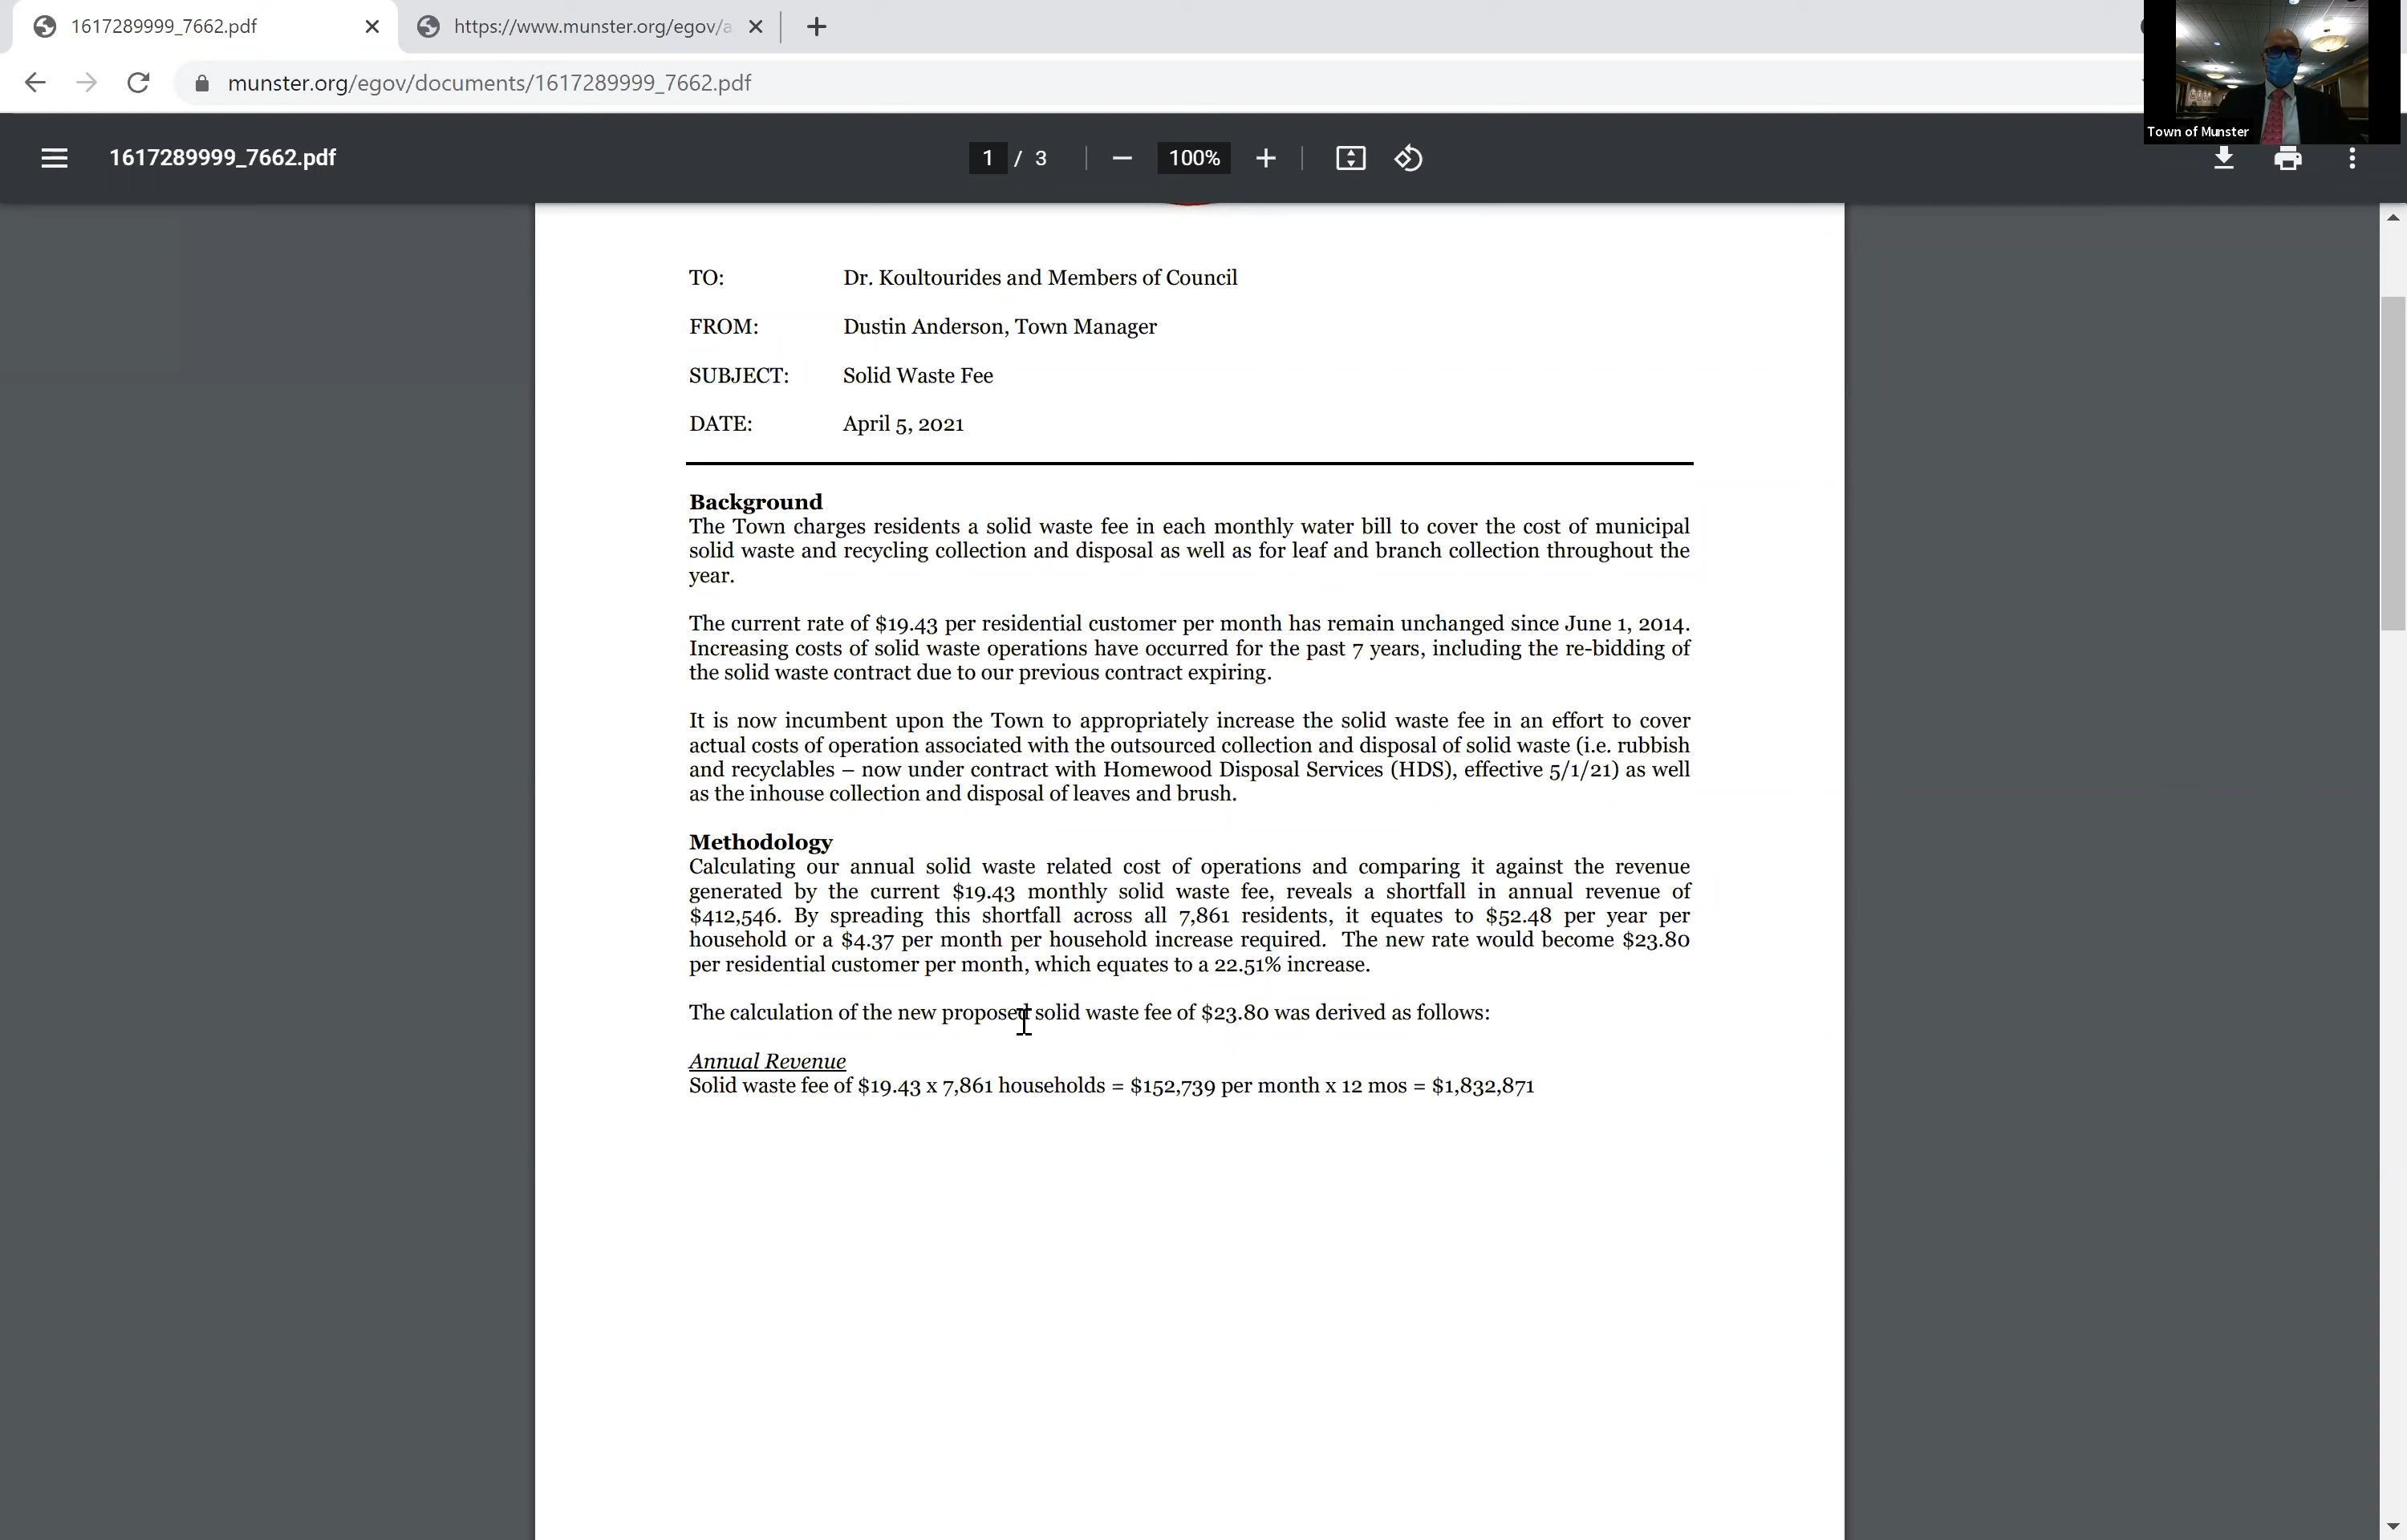 1617289999_7662.pdf
https://www.munster.org/egov/a
munster.org/egov/documents/1617289999_7662.pdf
Town of Munster
1617289999_7662.pdf
1 / 3
100%
TO: Dr. Koultourides and Members of Council
FROM: Dustin Anderson, Town Manager
SUBJECT: Solid Waste Fee
DATE: April 5, 2021
Background
The Town charges residents a solid waste fee in each monthly water bill to cover the cost of municipal
solid waste and recycling collection and disposal as well as for leaf and branch collection throughout the
year.
The current rate of $19.43 per residential customer per month has remain unchanged since June 1, 2014.
Increasing costs of solid waste operations have occurred for the past 7 years, including the re-bidding of
the solid waste contract due to our previous contract expiring.
It is now incumbent upon the Town to appropriately increase the solid waste fee in an effort to cover
actual costs of operation associated with the outsourced collection and disposal of solid waste (i.e. rubbish
and recyclables – now under contract with Homewood Disposal Services (HDS), effective 5/1/21) as well
as the inhouse collection and disposal of leaves and brush.
Methodology
Calculating our annual solid waste related cost of operations and comparing it against the revenue
generated by the current $19.43 monthly solid waste fee, reveals a shortfall in annual revenue of
$412,546. By spreading this shortfall across all 7,861 residents, it equates to $52.48 per year per
household or a $4.37 per month per household increase required. The new rate would become $23.80
per residential customer per month, which equates to a 22.51% increase.
The calculation of the new proposed solid waste fee of $23.80 was derived as follows:
Annual Revenue
Solid waste fee of $19.43 x 7,861 households = $152,739 per month x 12 mos = $1,832,871